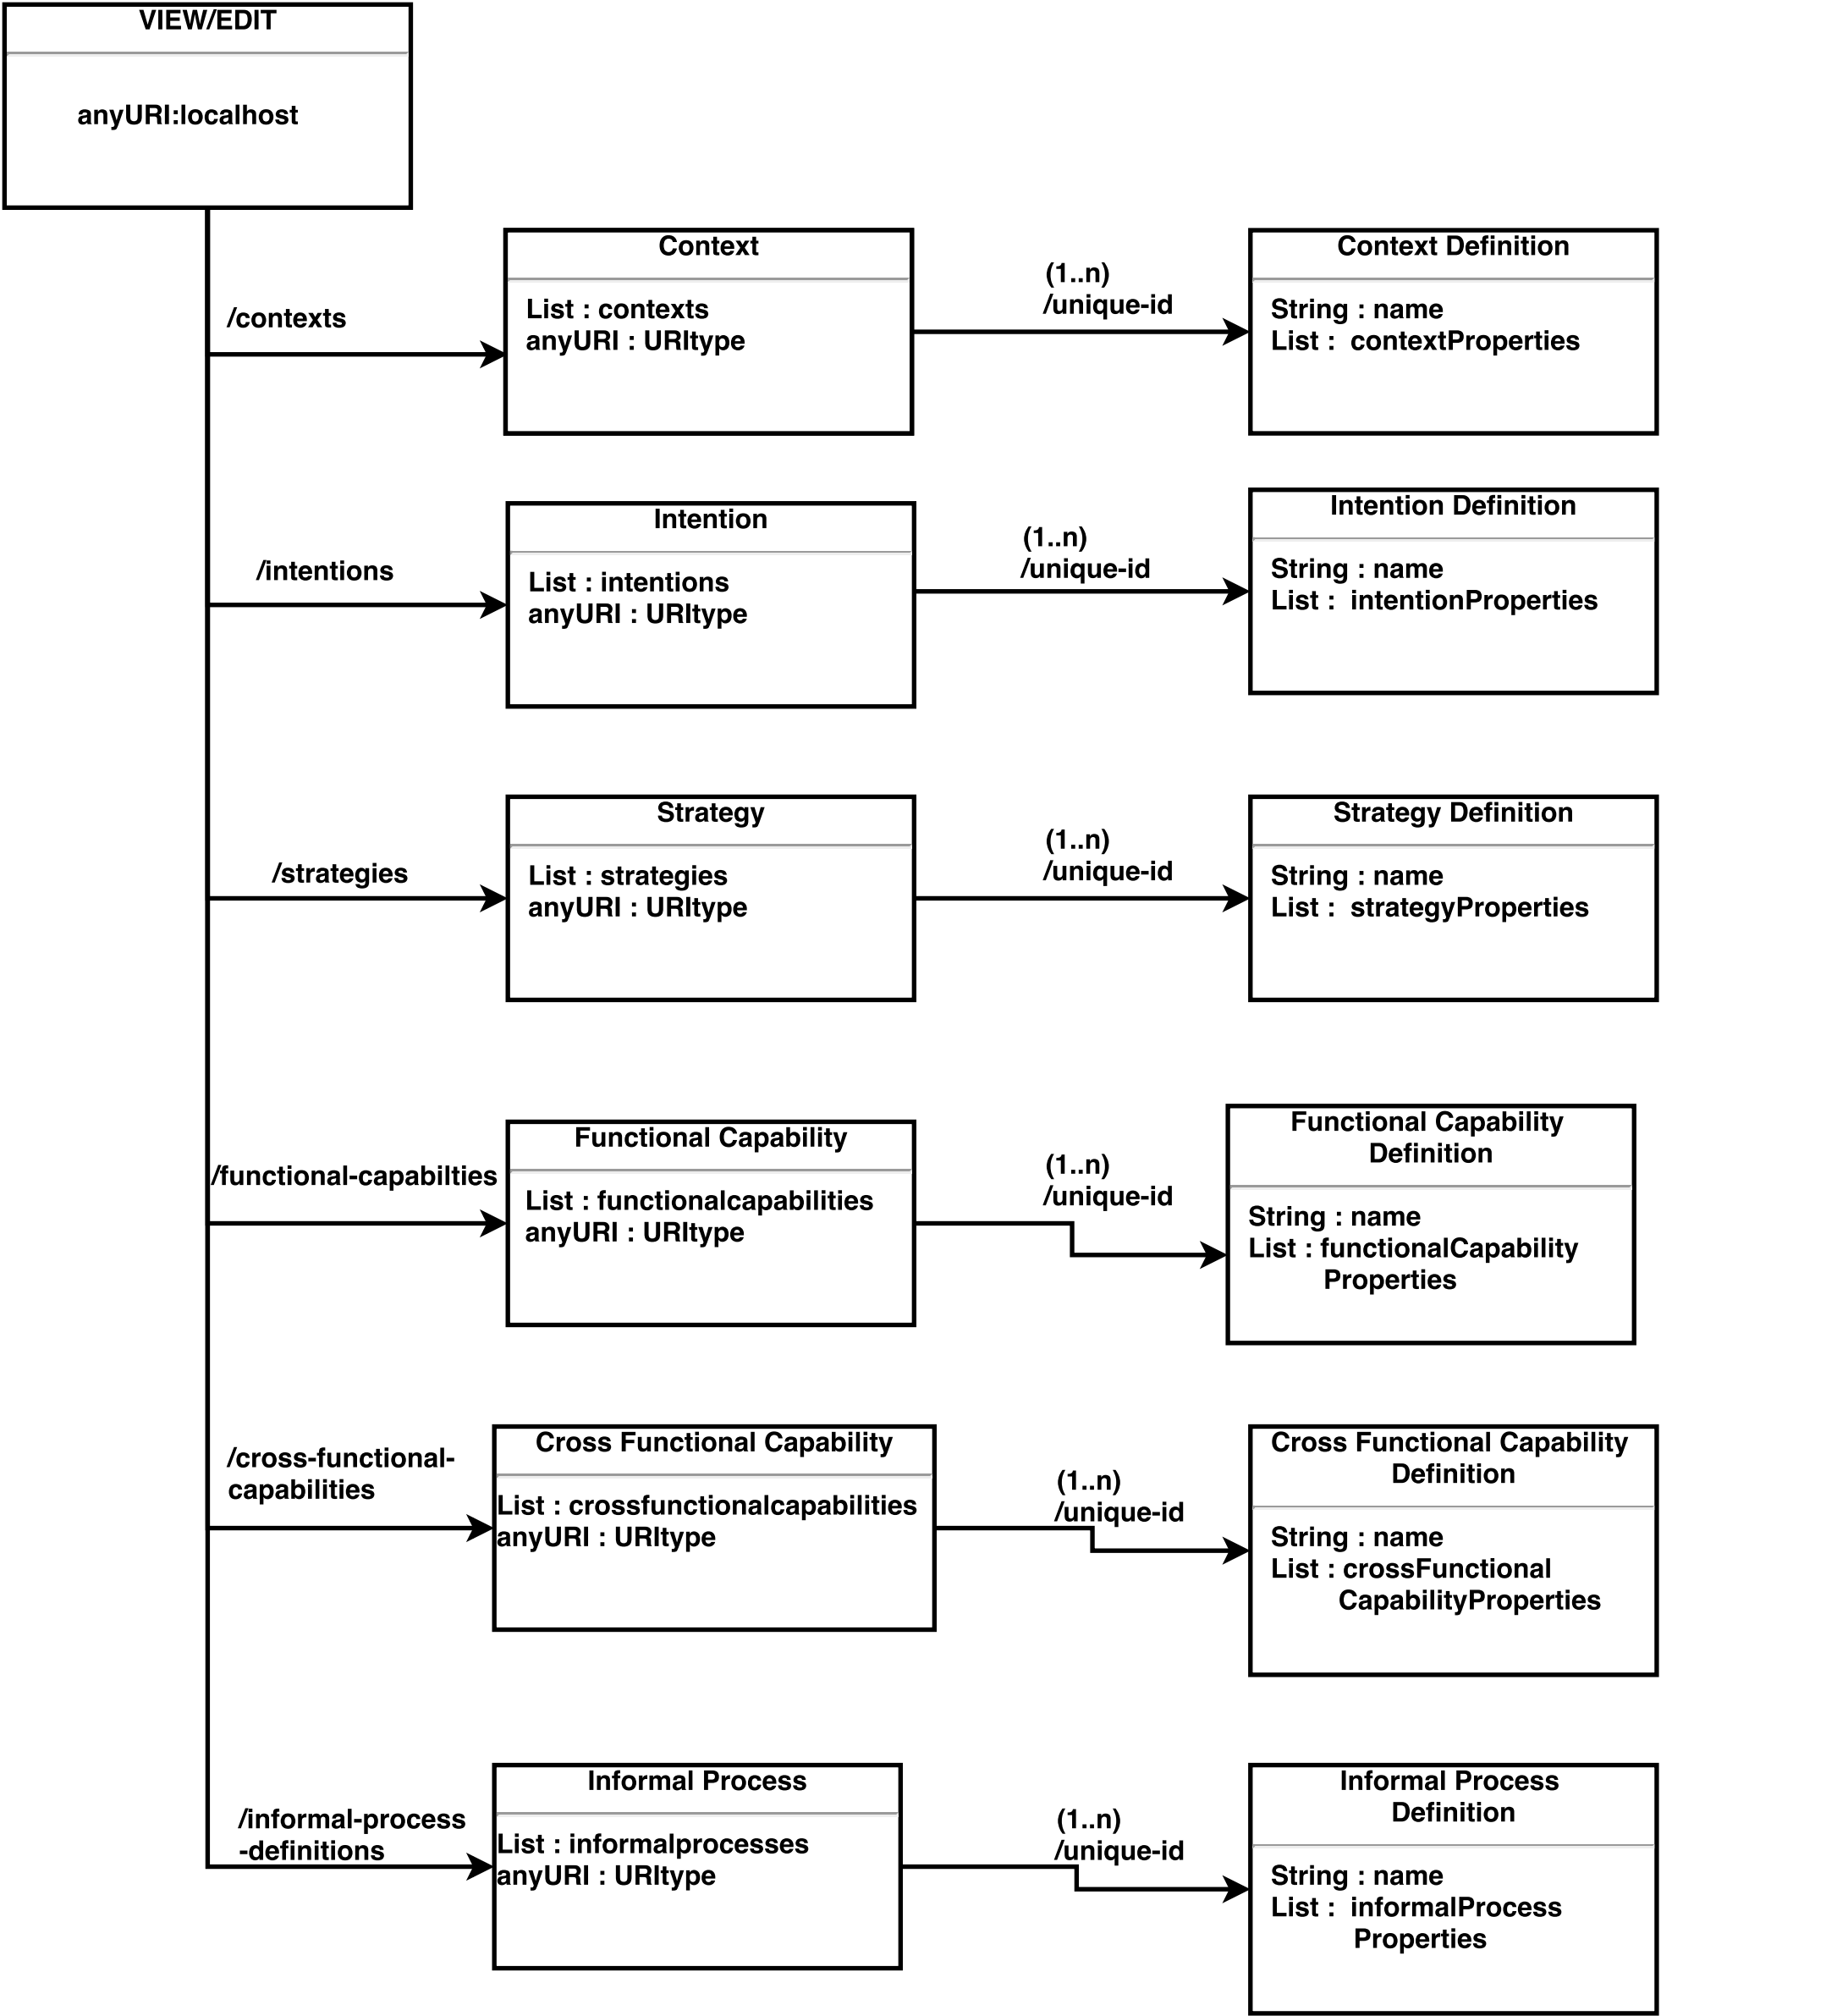 VIEW/EDIT
anyURI:localhost
/contexts
Context
List : contexts
anyURI : URItype
(1..n)
/unique-id
Context Definition
String : name
List :  contextProperties
/intentions
Intention
List : intentions
anyURI : URItype
(1..n)
/unique-id
Intention Definition
String : name
List :  intentionProperties
/strategies
Strategy
List : strategies
anyURI : URItype
(1..n)
/unique-id
Strategy Definition
String : name
List :  strategyProperties
/functional-capabilties
Functional Capability
List : functionalcapabilities
anyURI : URItype
(1..n)
/unique-id
Functional Capability
Definition
String : name
List : functionalCapability
Properties
/cross-functional-
capabilities
Cross Functional Capability
List : crossfunctionalcapabilities
anyURI : URItype
(1..n)
/unique-id
Cross Functional Capability
Definition
String : name
List : crossFunctional
CapabilityProperties
/informal-process
-definitions
Informal Process
List : informalprocesses
anyURI : URItype
(1..n)
/unique-id
Informal Process
Definition
String : name
List :  informalProcess
Properties